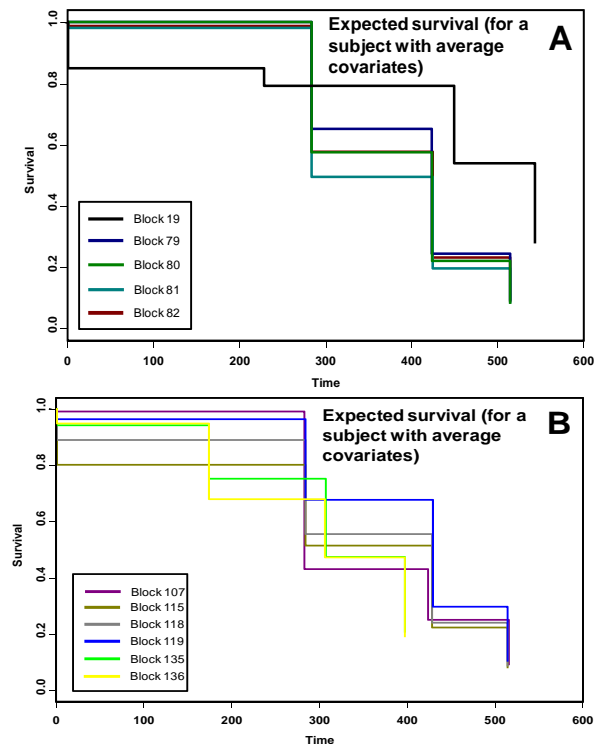 Expected survival (for a
subject with average
covariates)
A
1.0
0.8
0.6
0.4
0.2
0.0
Survival
Block 19
Block 79
Block 80
Block 81
Block 82
0 100 200 300 400 500 600
Time
Expected survival (for a
subject with average
covariates)
B
1.0
0.8
0.6
0.4
0.2
0.0
Survival
Block 107
Block 115
Block 118
Block 119
Block 135
Block 136
0 100 200 300 400 500 600
Time